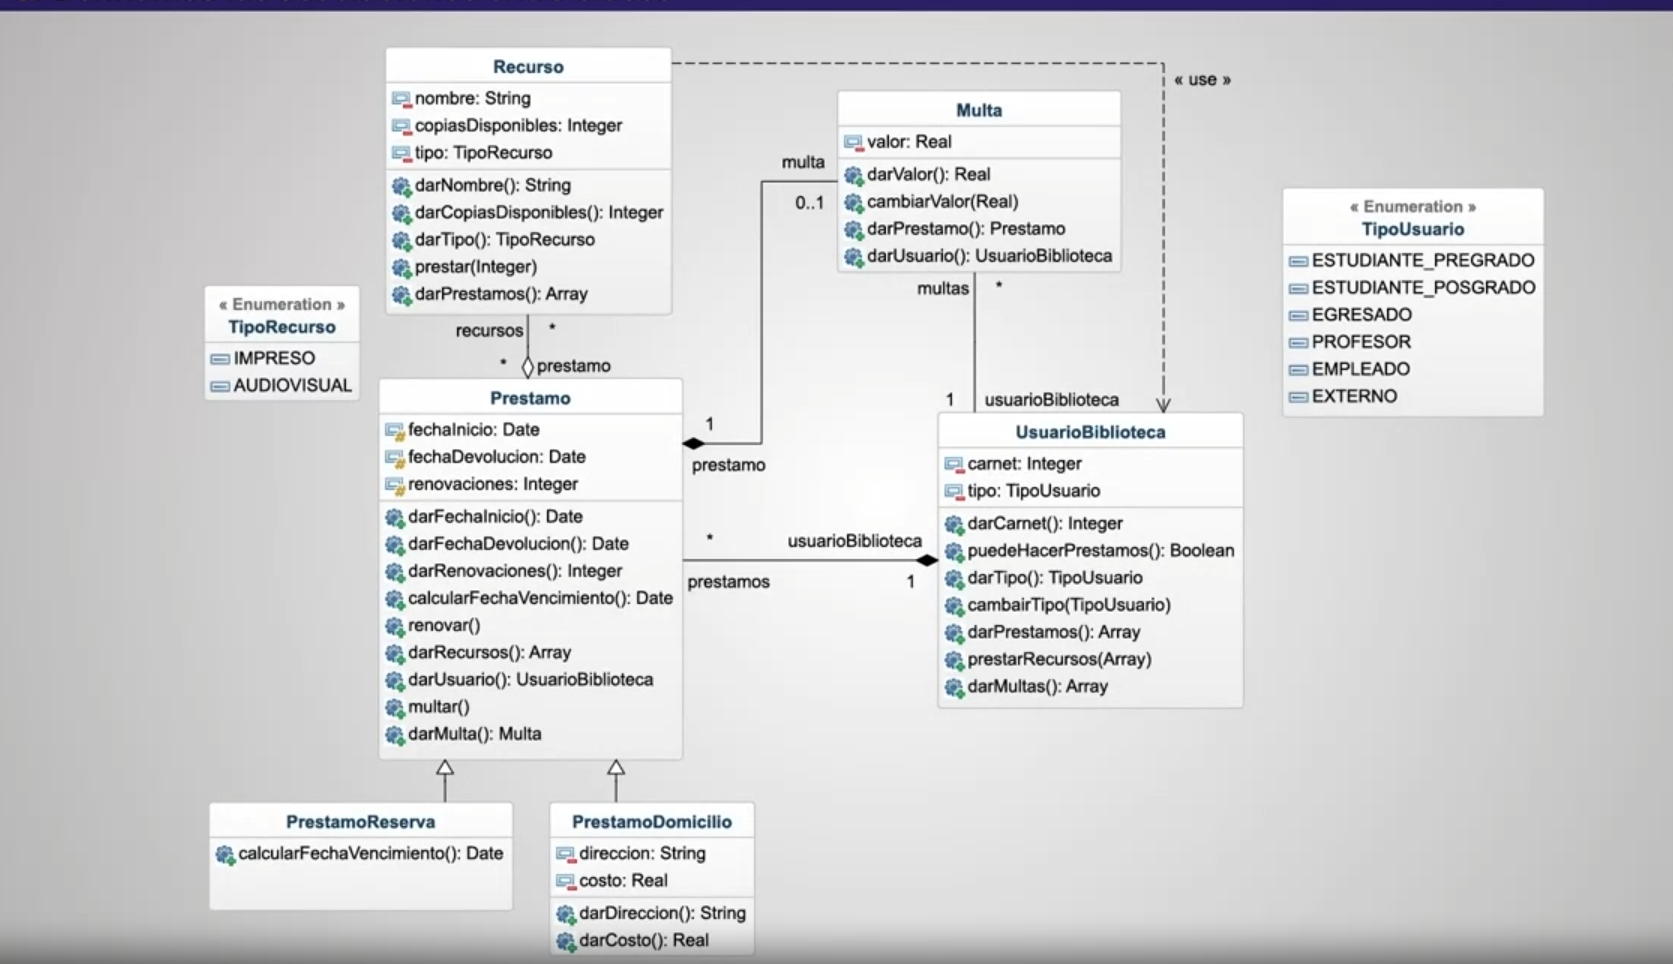 Recurso
nombre: String
copiasDisponibles: Integer
tipo: TipoRecurso
darNombre(): String
darCopiasDisponibles(): Integer
darTipo(): TipoRecurso
prestar(Integer)
darPrestamos(): Array
« use »
Multa
valor: Real
darValor(): Real
cambiarValor(Real)
darPrestamo(): Prestamo
darUsuario(): UsuarioBiblioteca
multa
0..1
« Enumeration »
TipoUsuario
ESTUDIANTE_PREGRADO
ESTUDIANTE_POSGRADO
EGRESADO
PROFESOR
EMPLEADO
EXTERNO
« Enumeration »
TipoRecurso
IMPRESO
AUDIOVISUAL
recursos *
* prestamo
multas *
1 usuarioBiblioteca
Prestamo
fechaInicio: Date
fechaDevolucion: Date
renovaciones: Integer
darFechaInicio(): Date
darFechaDevolucion(): Date
darRenovaciones(): Integer
calcularFechaVencimiento(): Date
renovar()
darRecursos(): Array
darUsuario(): UsuarioBiblioteca
multar()
darMulta(): Multa
1
prestamo
* usuarioBiblioteca
prestamos 1
UsuarioBiblioteca
carnet: Integer
tipo: TipoUsuario
darCarnet(): Integer
puedeHacerPrestamos(): Boolean
darTipo(): TipoUsuario
cambairTipo(TipoUsuario)
darPrestamos(): Array
prestarRecursos(Array)
darMultas(): Array
PrestamoReserva
calcularFechaVencimiento(): Date
PrestamoDomicilio
direccion: String
costo: Real
darDireccion(): String
darCosto(): Real